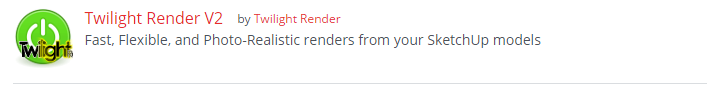 Twilight Render V2 by Twilight Render
Fast, Flexible, and Photo-Realistic renders from your SketchUp models
Twilight